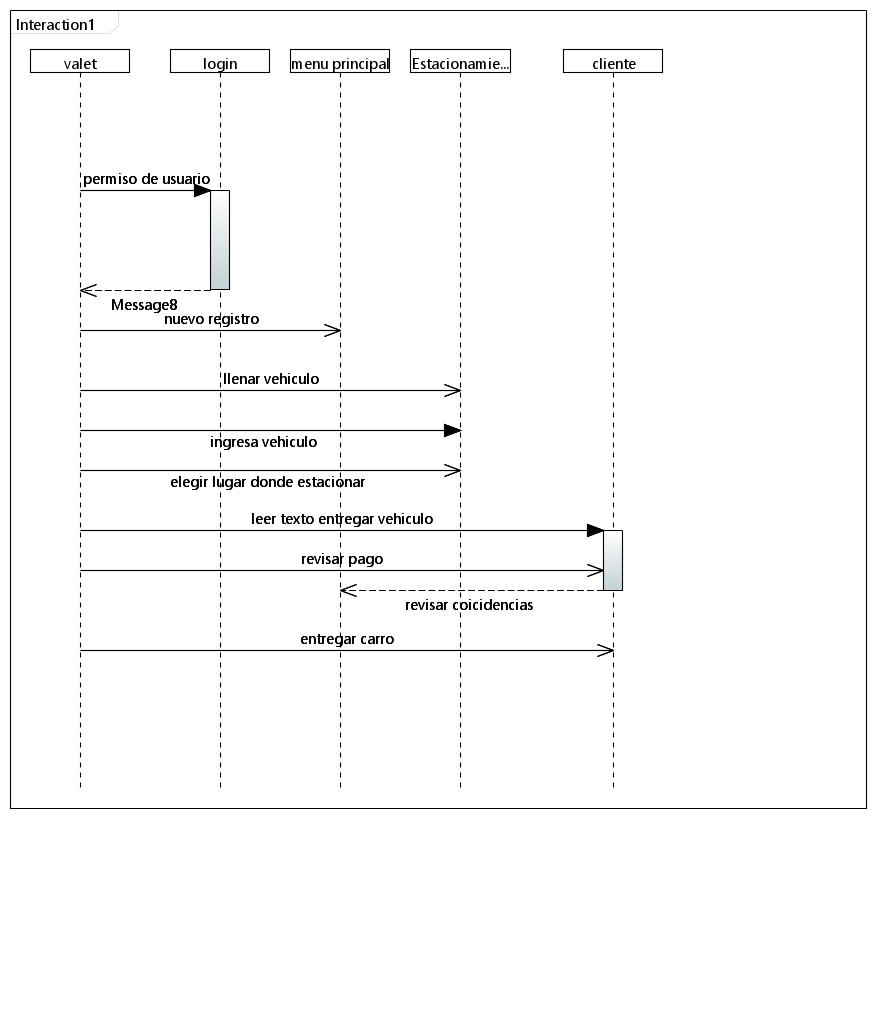 Interaction1
valet
login
menu principal
Estacionamie...
cliente
permiso de usuario
Message8
nuevo registro
llenar vehiculo
ingresa vehiculo
elegir lugar donde estacionar
leer texto entregar vehiculo
revisar pago
revisar coicidencias
entregar carro